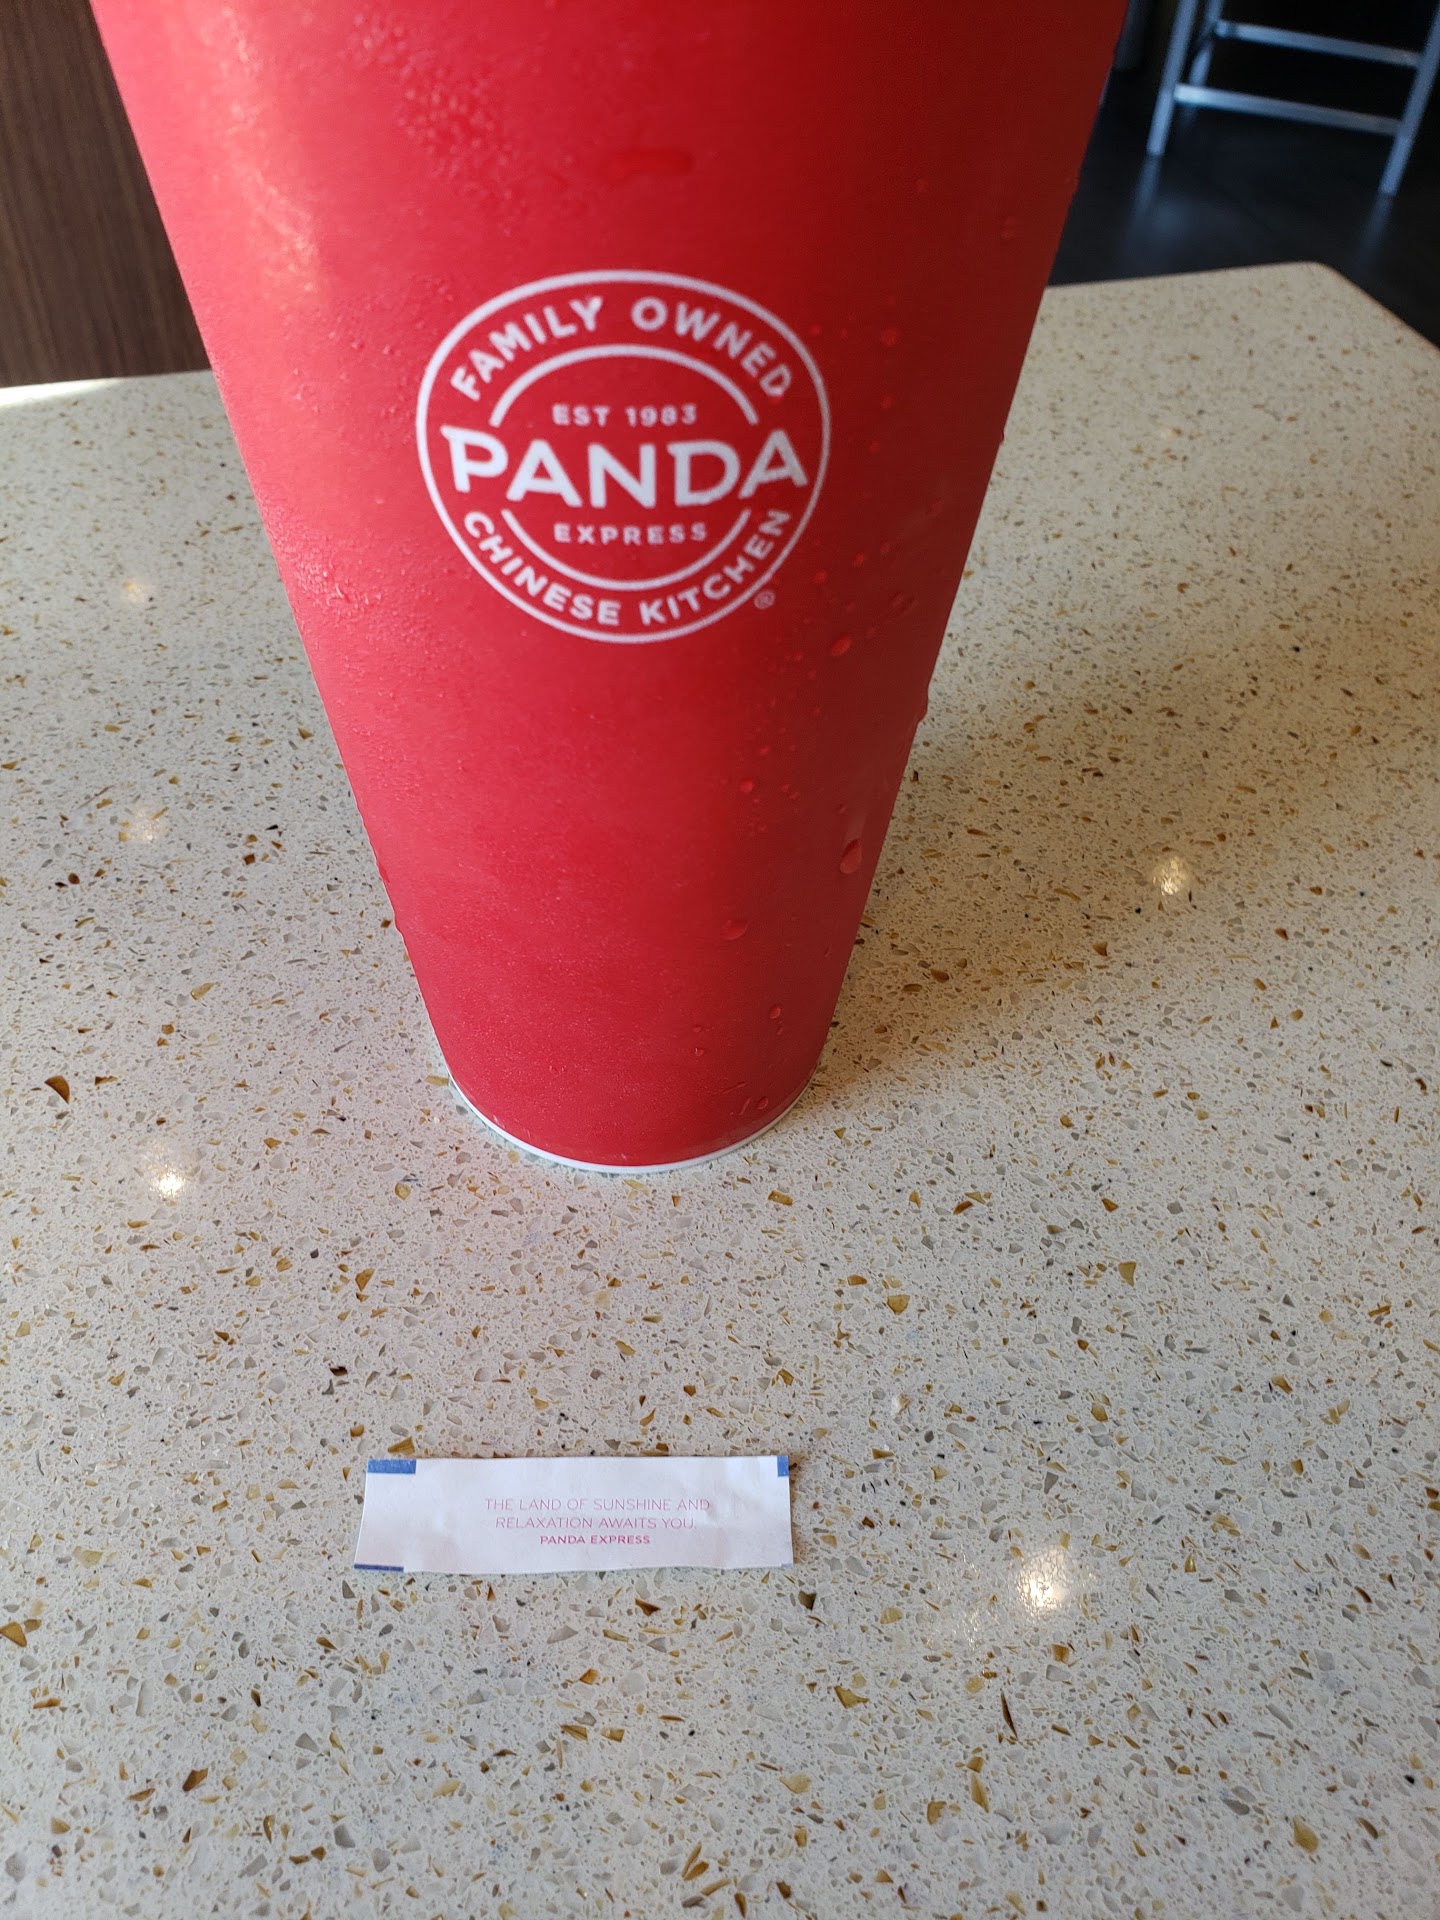 FAMILY OWNED
EST 1983
PANDA
EXPRESS
CHINESE KITCHEN
®
THE LAND OF SUNSHINE AND
RELAXATION AWAITS YOU.
PANDA EXPRESS